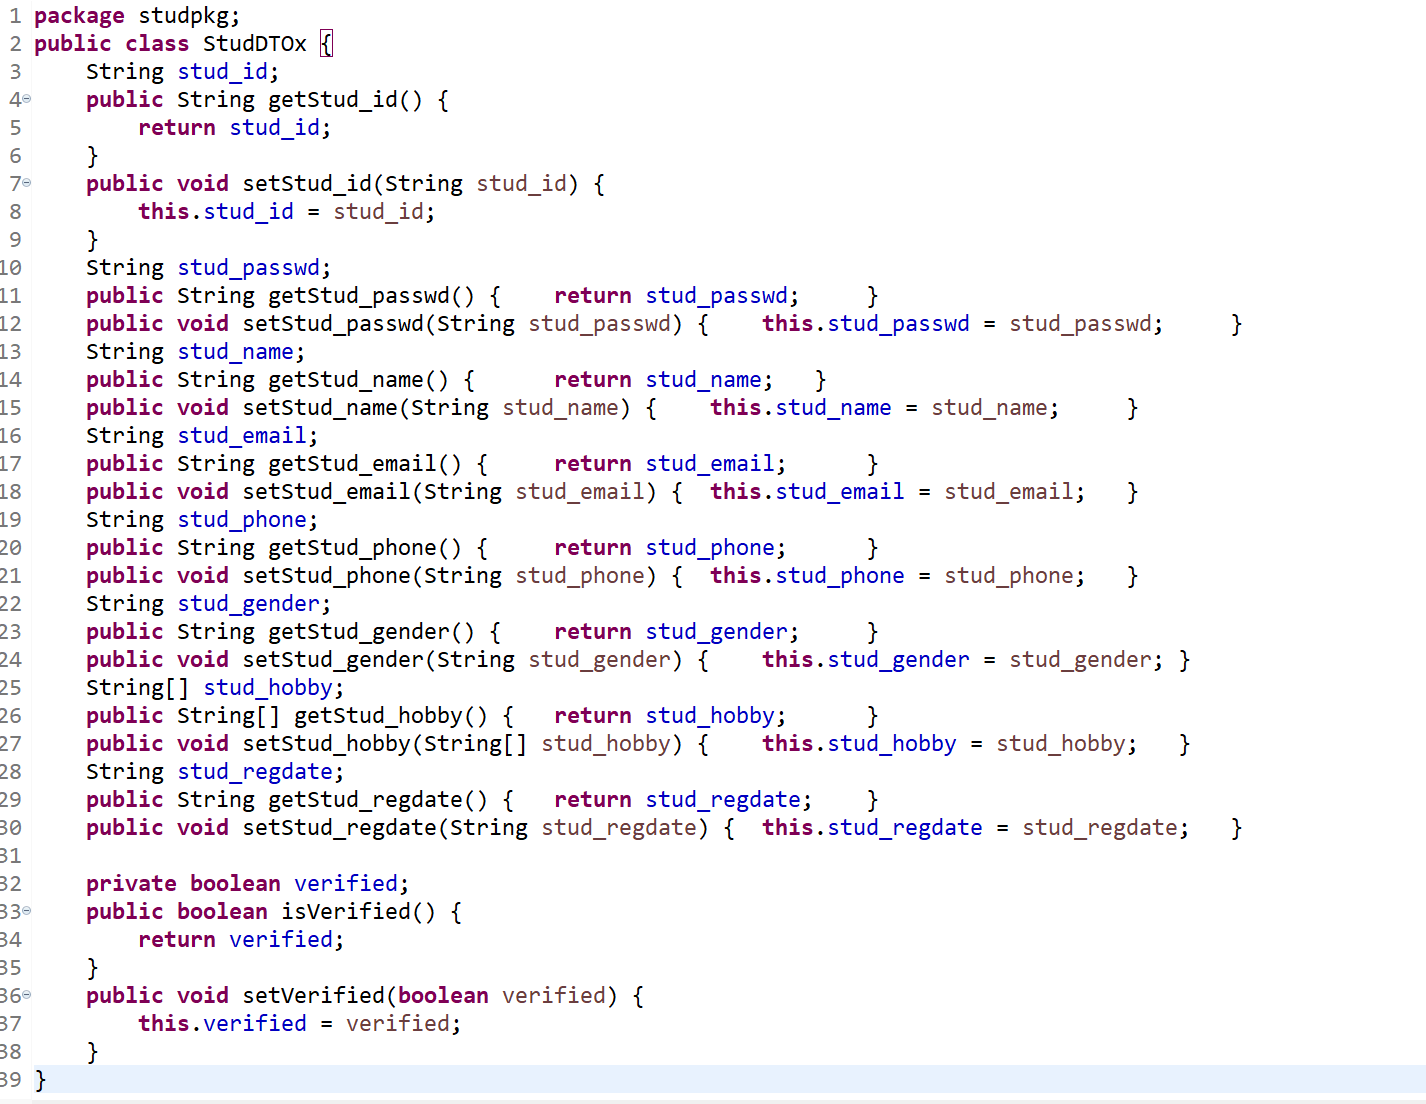 1 package studpkg;
2 public class StudDTOx {
3     String stud_id;
4     public String getStud_id() {
5         return stud_id;
6     }
7     public void setStud_id(String stud_id) {
8         this.stud_id = stud_id;
9     }
10     String stud_passwd;
11     public String getStud_passwd() {    return stud_passwd;     }
12     public void setStud_passwd(String stud_passwd) {    this.stud_passwd = stud_passwd;     }
13     String stud_name;
14     public String getStud_name() {      return stud_name;   }
15     public void setStud_name(String stud_name) {    this.stud_name = stud_name;     }
16     String stud_email;
17     public String getStud_email() {     return stud_email;      }
18     public void setStud_email(String stud_email) {  this.stud_email = stud_email;   }
19     String stud_phone;
20     public String getStud_phone() {     return stud_phone;      }
21     public void setStud_phone(String stud_phone) {  this.stud_phone = stud_phone;   }
22     String stud_gender;
23     public String getStud_gender() {    return stud_gender;     }
24     public void setStud_gender(String stud_gender) {    this.stud_gender = stud_gender; }
25     String[] stud_hobby;
26     public String[] getStud_hobby() {   return stud_hobby;      }
27     public void setStud_hobby(String[] stud_hobby) {    this.stud_hobby = stud_hobby;   }
28     String stud_regdate;
29     public String getStud_regdate() {   return stud_regdate;    }
30     public void setStud_regdate(String stud_regdate) {  this.stud_regdate = stud_regdate;   }
31
32     private boolean verified;
33     public boolean isVerified() {
34         return verified;
35     }
36     public void setVerified(boolean verified) {
37         this.verified = verified;
38     }
39 }